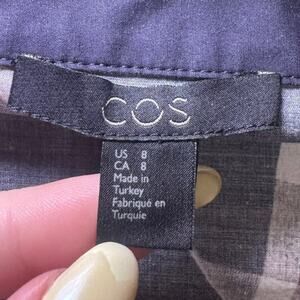 COS
US 8
CA 8
Made in
Turkey
Fabriqué en
Turquie